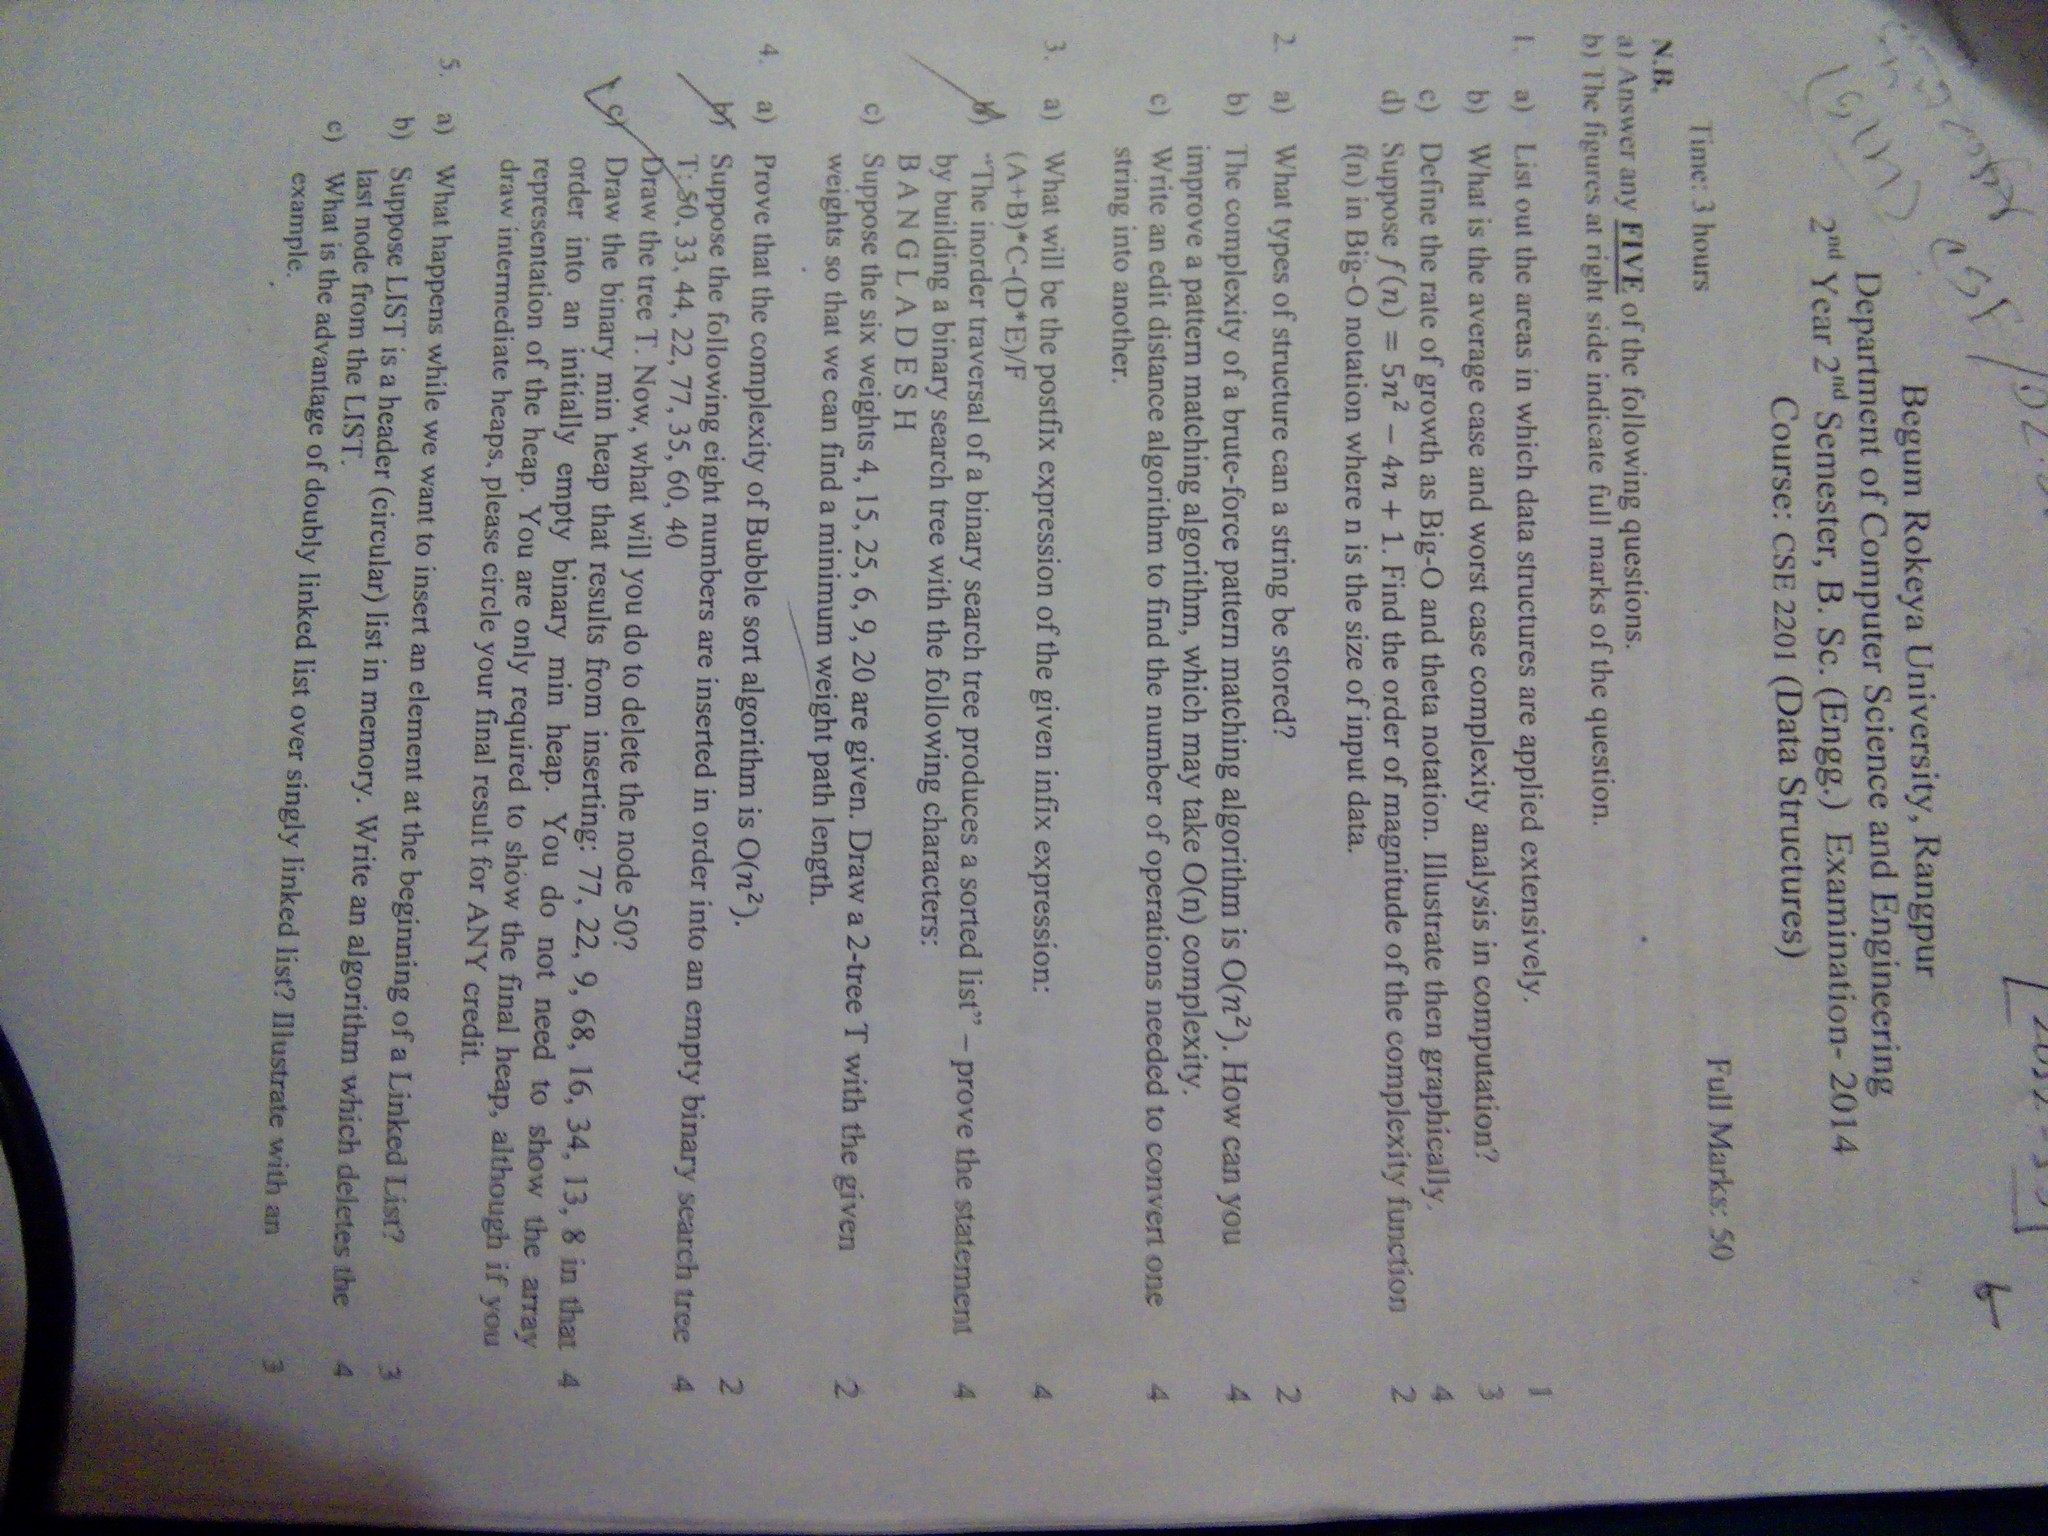 CSE
Begum Rokeya University, Rangpur
Department of Computer Science and Engineering
2nd Year 2nd Semester, B. Sc. (Engg.) Examination- 2014
Course: CSE 2201 (Data Structures)
Time: 3 hours Full Marks: 50
N.B.
a) Answer any FIVE of the following questions.
b) The figures at right side indicate full marks of the question.
1. a) List out the areas in which data structures are applied extensively. 1
b) What is the average case and worst case complexity analysis in computation? 3
c) Define the rate of growth as Big-O and theta notation. Illustrate then graphically. 4
d) Suppose f(n) = 5n² − 4n + 1. Find the order of magnitude of the complexity function 2
f(n) in Big-O notation where n is the size of input data.
2. a) What types of structure can a string be stored? 2
b) The complexity of a brute-force pattern matching algorithm is O(n²). How can you 4
improve a pattern matching algorithm, which may take O(n) complexity.
c) Write an edit distance algorithm to find the number of operations needed to convert one 4
string into another.
3. a) What will be the postfix expression of the given infix expression: 4
(A+B)*C-(D*E)/F
b) “The inorder traversal of a binary search tree produces a sorted list” – prove the statement 4
by building a binary search tree with the following characters:
B A N G L A D E S H
c) Suppose the six weights 4, 15, 25, 6, 9, 20 are given. Draw a 2-tree T with the given 2
weights so that we can find a minimum weight path length.
4. a) Prove that the complexity of Bubble sort algorithm is O(n²). 2
b) Suppose the following eight numbers are inserted in order into an empty binary search tree 4
T: 50, 33, 44, 22, 77, 35, 60, 40
Draw the tree T. Now, what will you do to delete the node 50?
c) Draw the binary min heap that results from inserting: 77, 22, 9, 68, 16, 34, 13, 8 in that 4
order into an initially empty binary min heap. You do not need to show the array
representation of the heap. You are only required to show the final heap, although if you
draw intermediate heaps, please circle your final result for ANY credit.
5. a) What happens while we want to insert an element at the beginning of a Linked List? 3
b) Suppose LIST is a header (circular) list in memory. Write an algorithm which deletes the 4
last node from the LIST.
c) What is the advantage of doubly linked list over singly linked list? Illustrate with an 3
example.